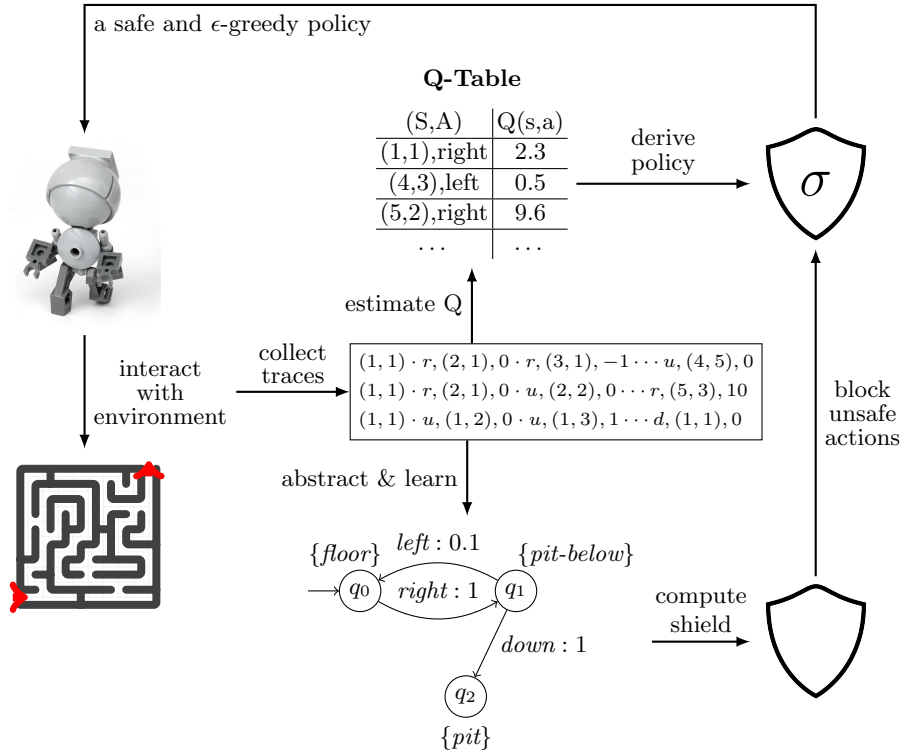 a safe and ϵ-greedy policy
Q-Table
(S,A) Q(s,a)
(1,1),right 2.3
(4,3),left 0.5
(5,2),right 9.6
. . . . . .
derive
policy
σ
estimate Q
interact
with
environment
collect
traces
(1, 1) · r, (2, 1), 0 · r, (3, 1), −1 · · · u, (4, 5), 0
(1, 1) · r, (2, 1), 0 · u, (2, 2), 0 · · · r, (5, 3), 10
(1, 1) · u, (1, 2), 0 · u, (1, 3), 1 · · · d, (1, 1), 0
block
unsafe
actions
abstract & learn
{floor}
left : 0.1
{pit-below}
q0
right : 1
q1
down : 1
q2
{pit}
compute
shield